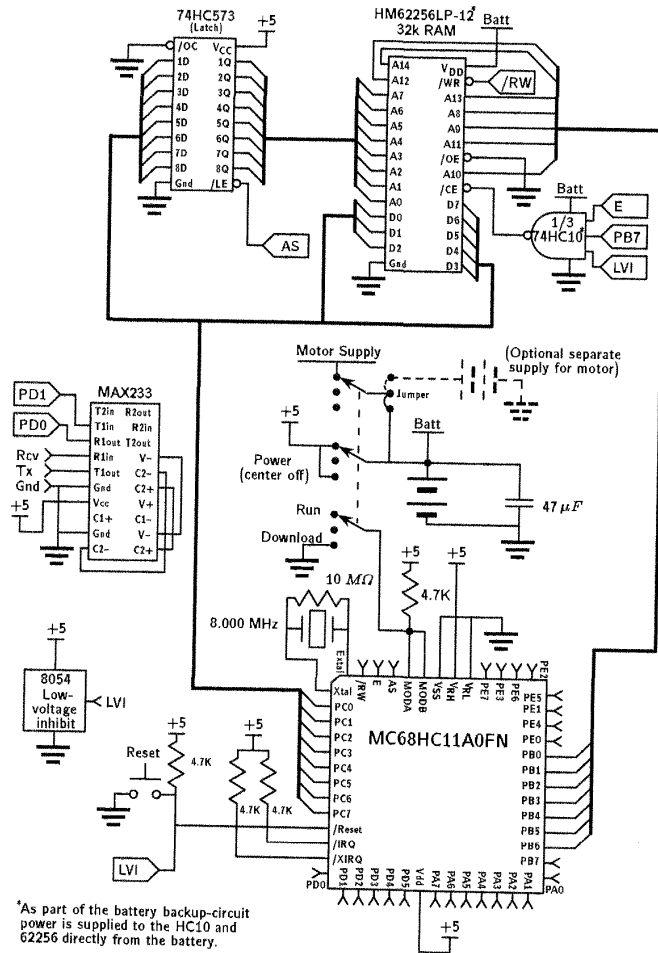 74HC573
(Latch)
+5
/OC
VCC
1D
1Q
2D
2Q
3D
3Q
4D
4Q
5D
5Q
6D
6Q
7D
7Q
8D
8Q
Gnd
/LE
AS
HM62256LP-12*
32k RAM
Batt
A14
VDD
A12
/WR
/RW
A7
A13
A6
A8
A5
A9
A4
A11
A3
/OE
A2
A10
A1
/CE
A0
D7
D0
D6
D1
D5
D2
D4
Gnd
D3
Batt
1/3
74HC10*
E
PB7
LVI
Motor Supply
Jumper
(Optional separate
supply for motor)
+5
Power
(center off)
Batt
47 µF
Run
Download
MAX233
PD1
PD0
Rcv
Tx
Gnd
+5
T2in
R2out
T1in
R2in
R1out
T2out
R1in
V-
T1out
C2-
Gnd
C2+
Vcc
V+
C1+
C1-
Gnd
V-
C2-
C2+
10 MΩ
8.000 MHz
+5
4.7K
+5
+5
8054
Low-
voltage
inhibit
LVI
Reset
+5
4.7K
+5
4.7K
4.7K
LVI
MC68HC11A0FN
Extal
/RW
E
AS
MODA
MODB
VSS
VRH
VRL
PE7
PE3
PE6
PE2
Xtal
PC0
PC1
PC2
PC3
PC4
PC5
PC6
PC7
/Reset
/IRQ
/XIRQ
PE5
PE1
PE4
PE0
PB0
PB1
PB2
PB3
PB4
PB5
PB6
PB7
PD0
PD1
PD2
PD3
PD4
PD5
Vdd
PA7
PA6
PA5
PA4
PA3
PA2
PA1
PA0
+5
*As part of the battery backup-circuit
power is supplied to the HC10 and
62256 directly from the battery.